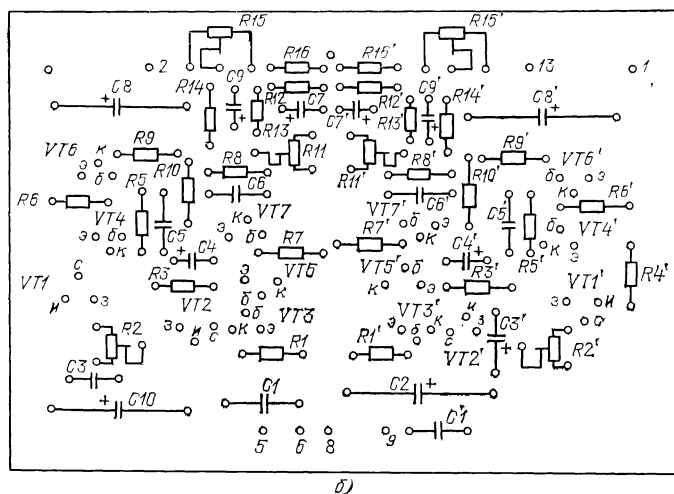 R15 R15'
2 R16 R15' 13 1
C8 R14 C9 R12 C7 C7' R12' C9' R14' C8'
R13 R13'
R9 R11 R11' R9'
VT6 э к б R10 R8 R8' R10' б э VT6'
R6 R5 C6 C6' к R6'
VT4 э б к C5 к VT7 VT7' б C5' э VT4'
C4 э б R7 R7' э к C4' R5' к э
VT1 с R3 VT5 VT5' R3' VT1' R4'
и з VT2 э б к к б э и э и
R2 э и с к б э VT3 VT3' э б к с з C3' с R2'
C3 R1 R1' VT2'
C10 C1 C2 C1'
5 6 8 9
б)